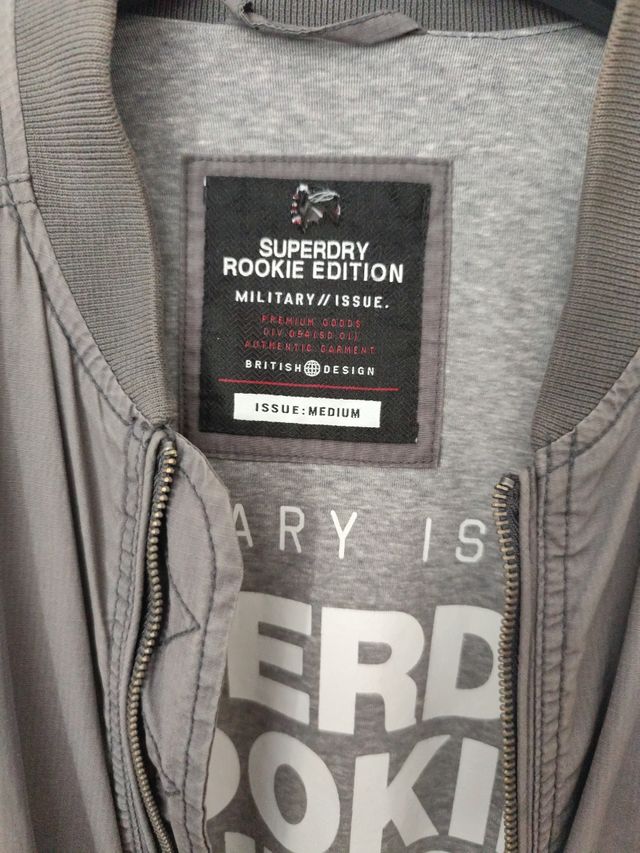 SUPERDRY
ROOKIE EDITION
MILITARY//ISSUE.
PREMIUM GOODS
AUTHENTIC GARMENT
BRITISH DESIGN
ISSUE:MEDIUM
ARY IS
ERD
OKI